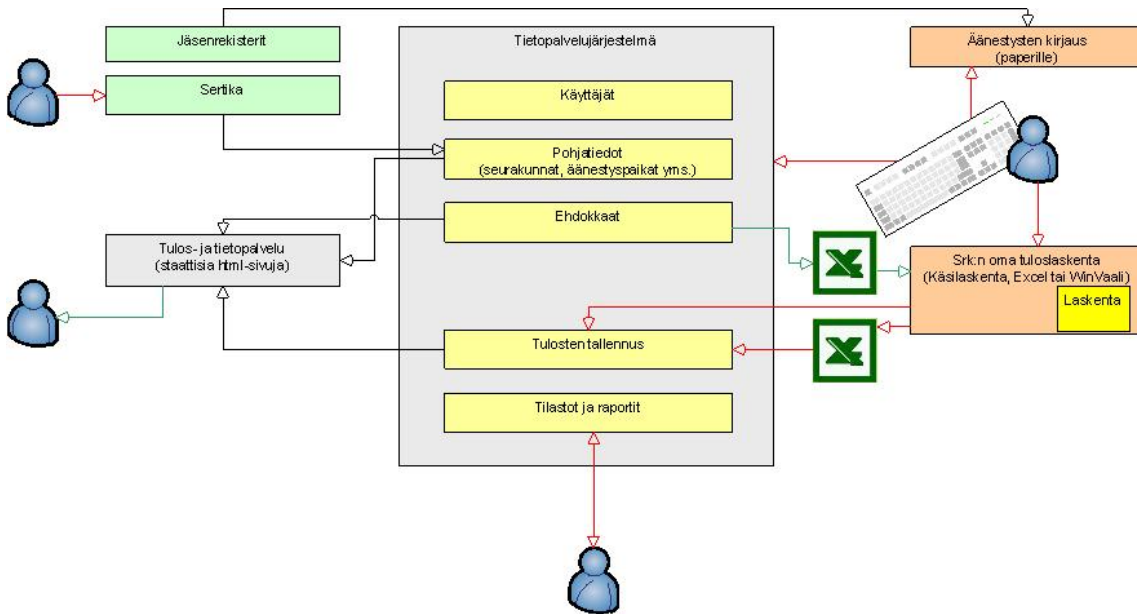 Jäsenrekisterit
Sertika
Tietopalvelujärjestelmä
Käyttäjät
Pohjatiedot
(seurakunnat, äänestyspaikat yms.)
Ehdokkaat
Tulosten tallennus
Tilastot ja raportit
Tulos- ja tietopalvelu
(staattisia html-sivuja)
Äänestysten kirjaus
(paperille)
Srk:n oma tuloslaskenta
(Käsilaskenta, Excel tai WinVaali)
Laskenta